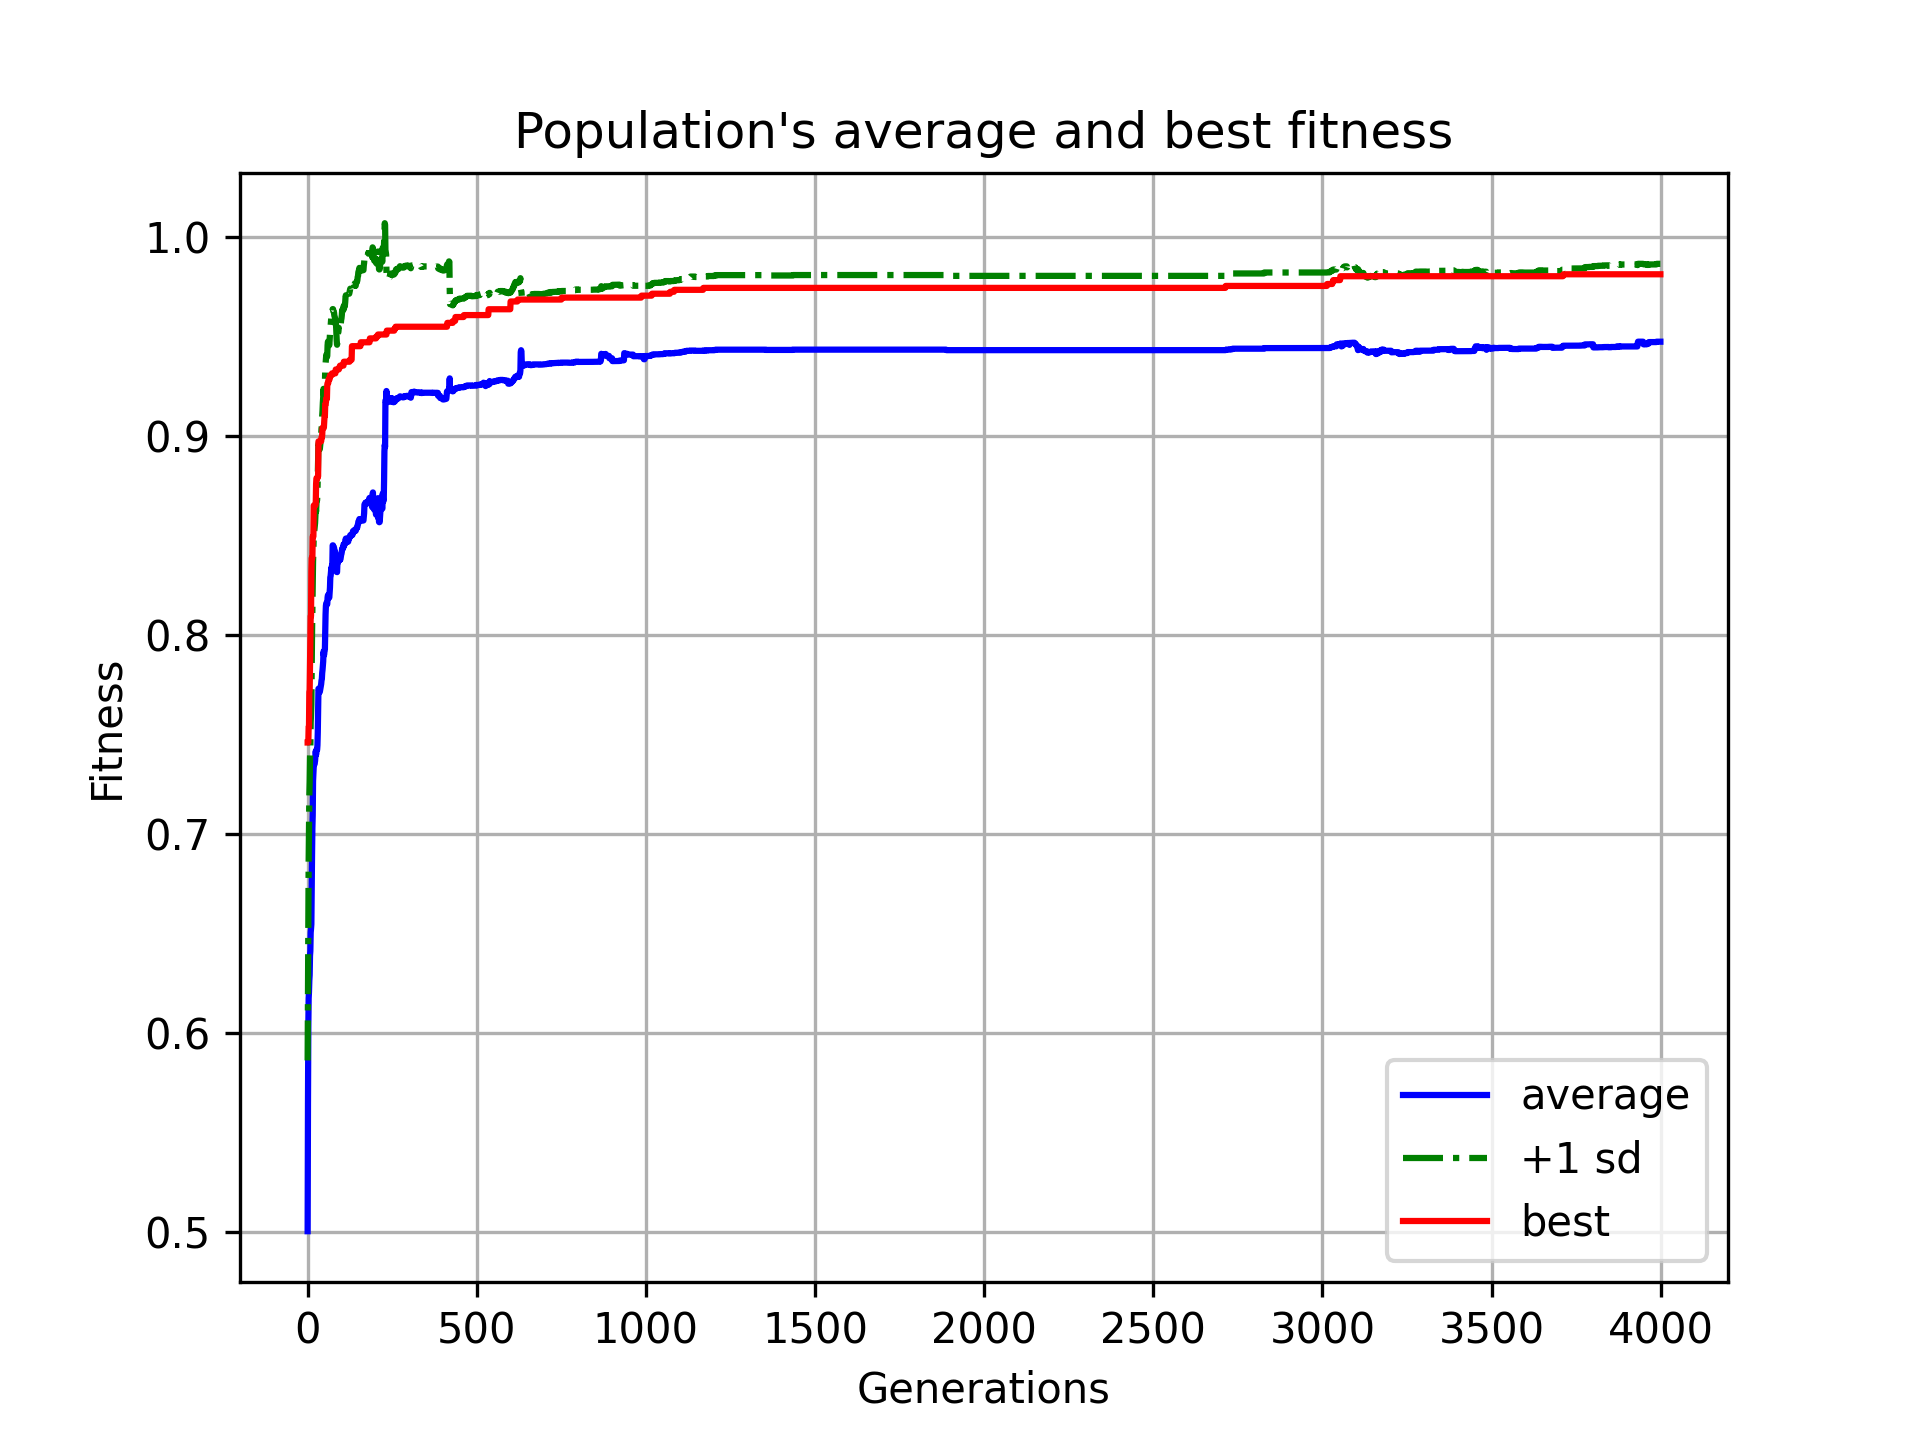 Population's average and best fitness
1.0
0.9
0.8
0.7
0.6
0.5
Fitness
average
+1 sd
best
0 500 1000 1500 2000 2500 3000 3500 4000
Generations